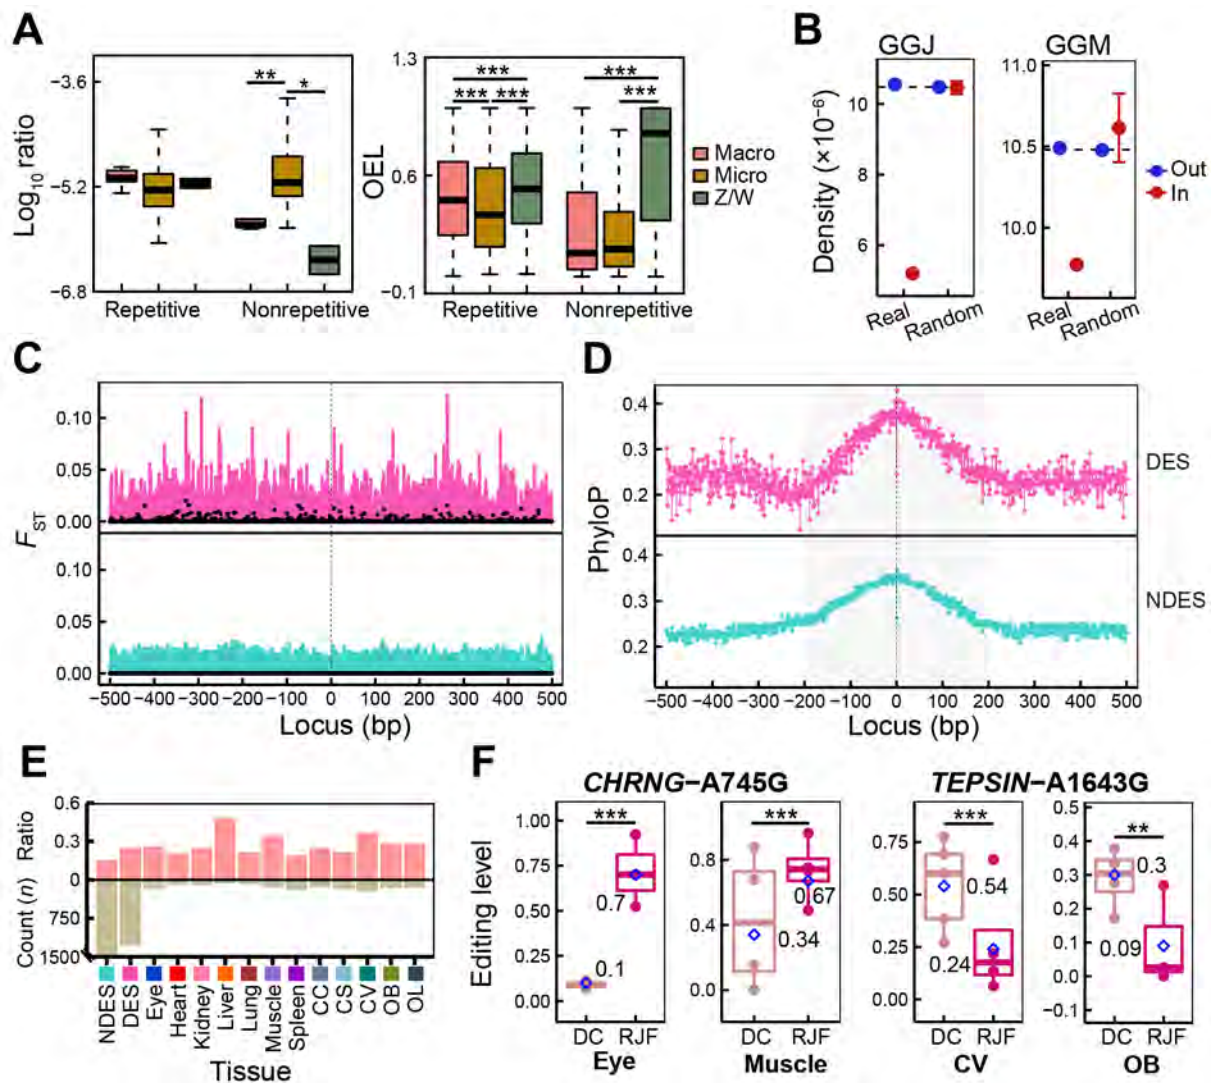 A
Log10 ratio
−3.6
−5.2
−6.8
** *
Repetitive Nonrepetitive
OEL
1.3
0.6
−0.1
*** ***
*** *** ***
Repetitive Nonrepetitive
Macro
Micro
Z/W
B
GGJ GGM
Density (×10−6)
10
8
6
11.0
10.5
10.0
Real Random
Real Random
Out
In
C
FST
0.10
0.05
0.00
0.10
0.05
0.00
−500 −400 −300 −200 −100 0 100 200 300 400 500
Locus (bp)
D
PhyloP
0.4
0.3
0.2
DES
0.4
0.3
0.2
NDES
−500 −400 −300 −200 −100 0 100 200 300 400 500
Locus (bp)
E
Count (n) Ratio
0.6
0.3
0
750
1500
NDES
DES
Eye
Heart
Kidney
Liver
Lung
Muscle
Spleen
CC
CS
CV
OB
OL
Tissue
F
CHRNG−A745G TEPSIN−A1643G
Editing level
1.00
0.75
0.50
0.25
0.00
***
0.7
0.1
DC RJF
Eye
0.8
0.4
0.0
***
0.67
0.34
DC RJF
Muscle
0.75
0.50
0.25
0.00
***
0.54
0.24
DC RJF
CV
0.5
0.4
0.3
0.2
0.1
0.0
−0.1
**
0.3
0.09
DC RJF
OB